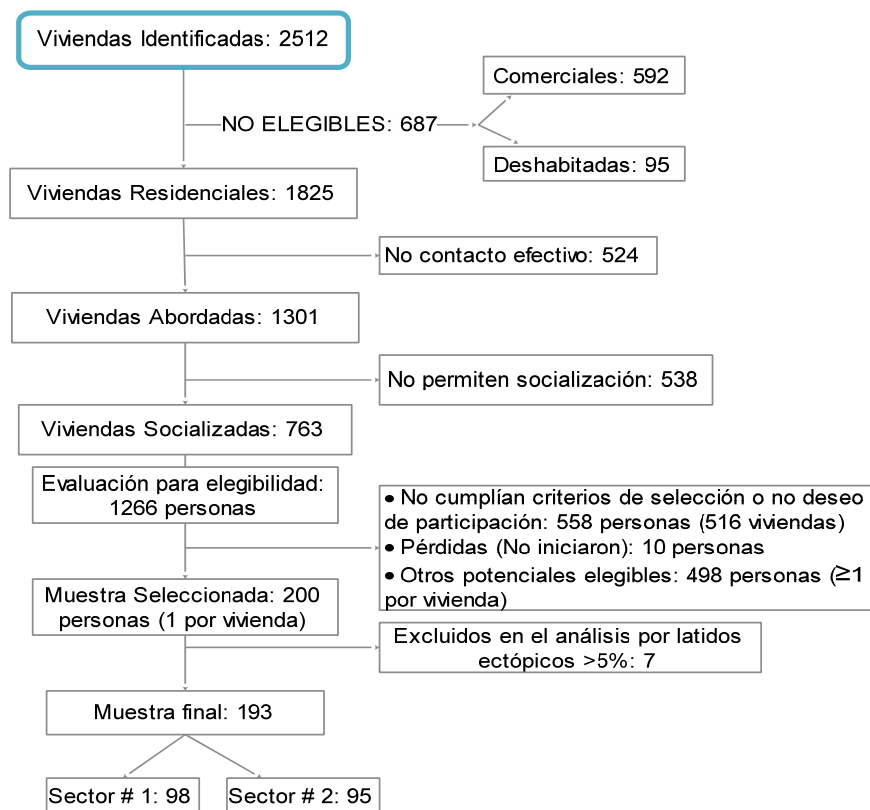 Viviendas Identificadas: 2512
Comerciales: 592
NO ELEGIBLES: 687
Deshabitadas: 95
Viviendas Residenciales: 1825
No contacto efectivo: 524
Viviendas Abordadas: 1301
No permiten socialización: 538
Viviendas Socializadas: 763
Evaluación para elegibilidad:
1266 personas
• No cumplían criterios de selección o no deseo
de participación: 558 personas (516 viviendas)
• Pérdidas (No iniciaron): 10 personas
• Otros potenciales elegibles: 498 personas (≥1
por vivienda)
Muestra Seleccionada: 200
personas (1 por vivienda)
Excluidos en el análisis por latidos
ectópicos >5%: 7
Muestra final: 193
Sector # 1: 98
Sector # 2: 95